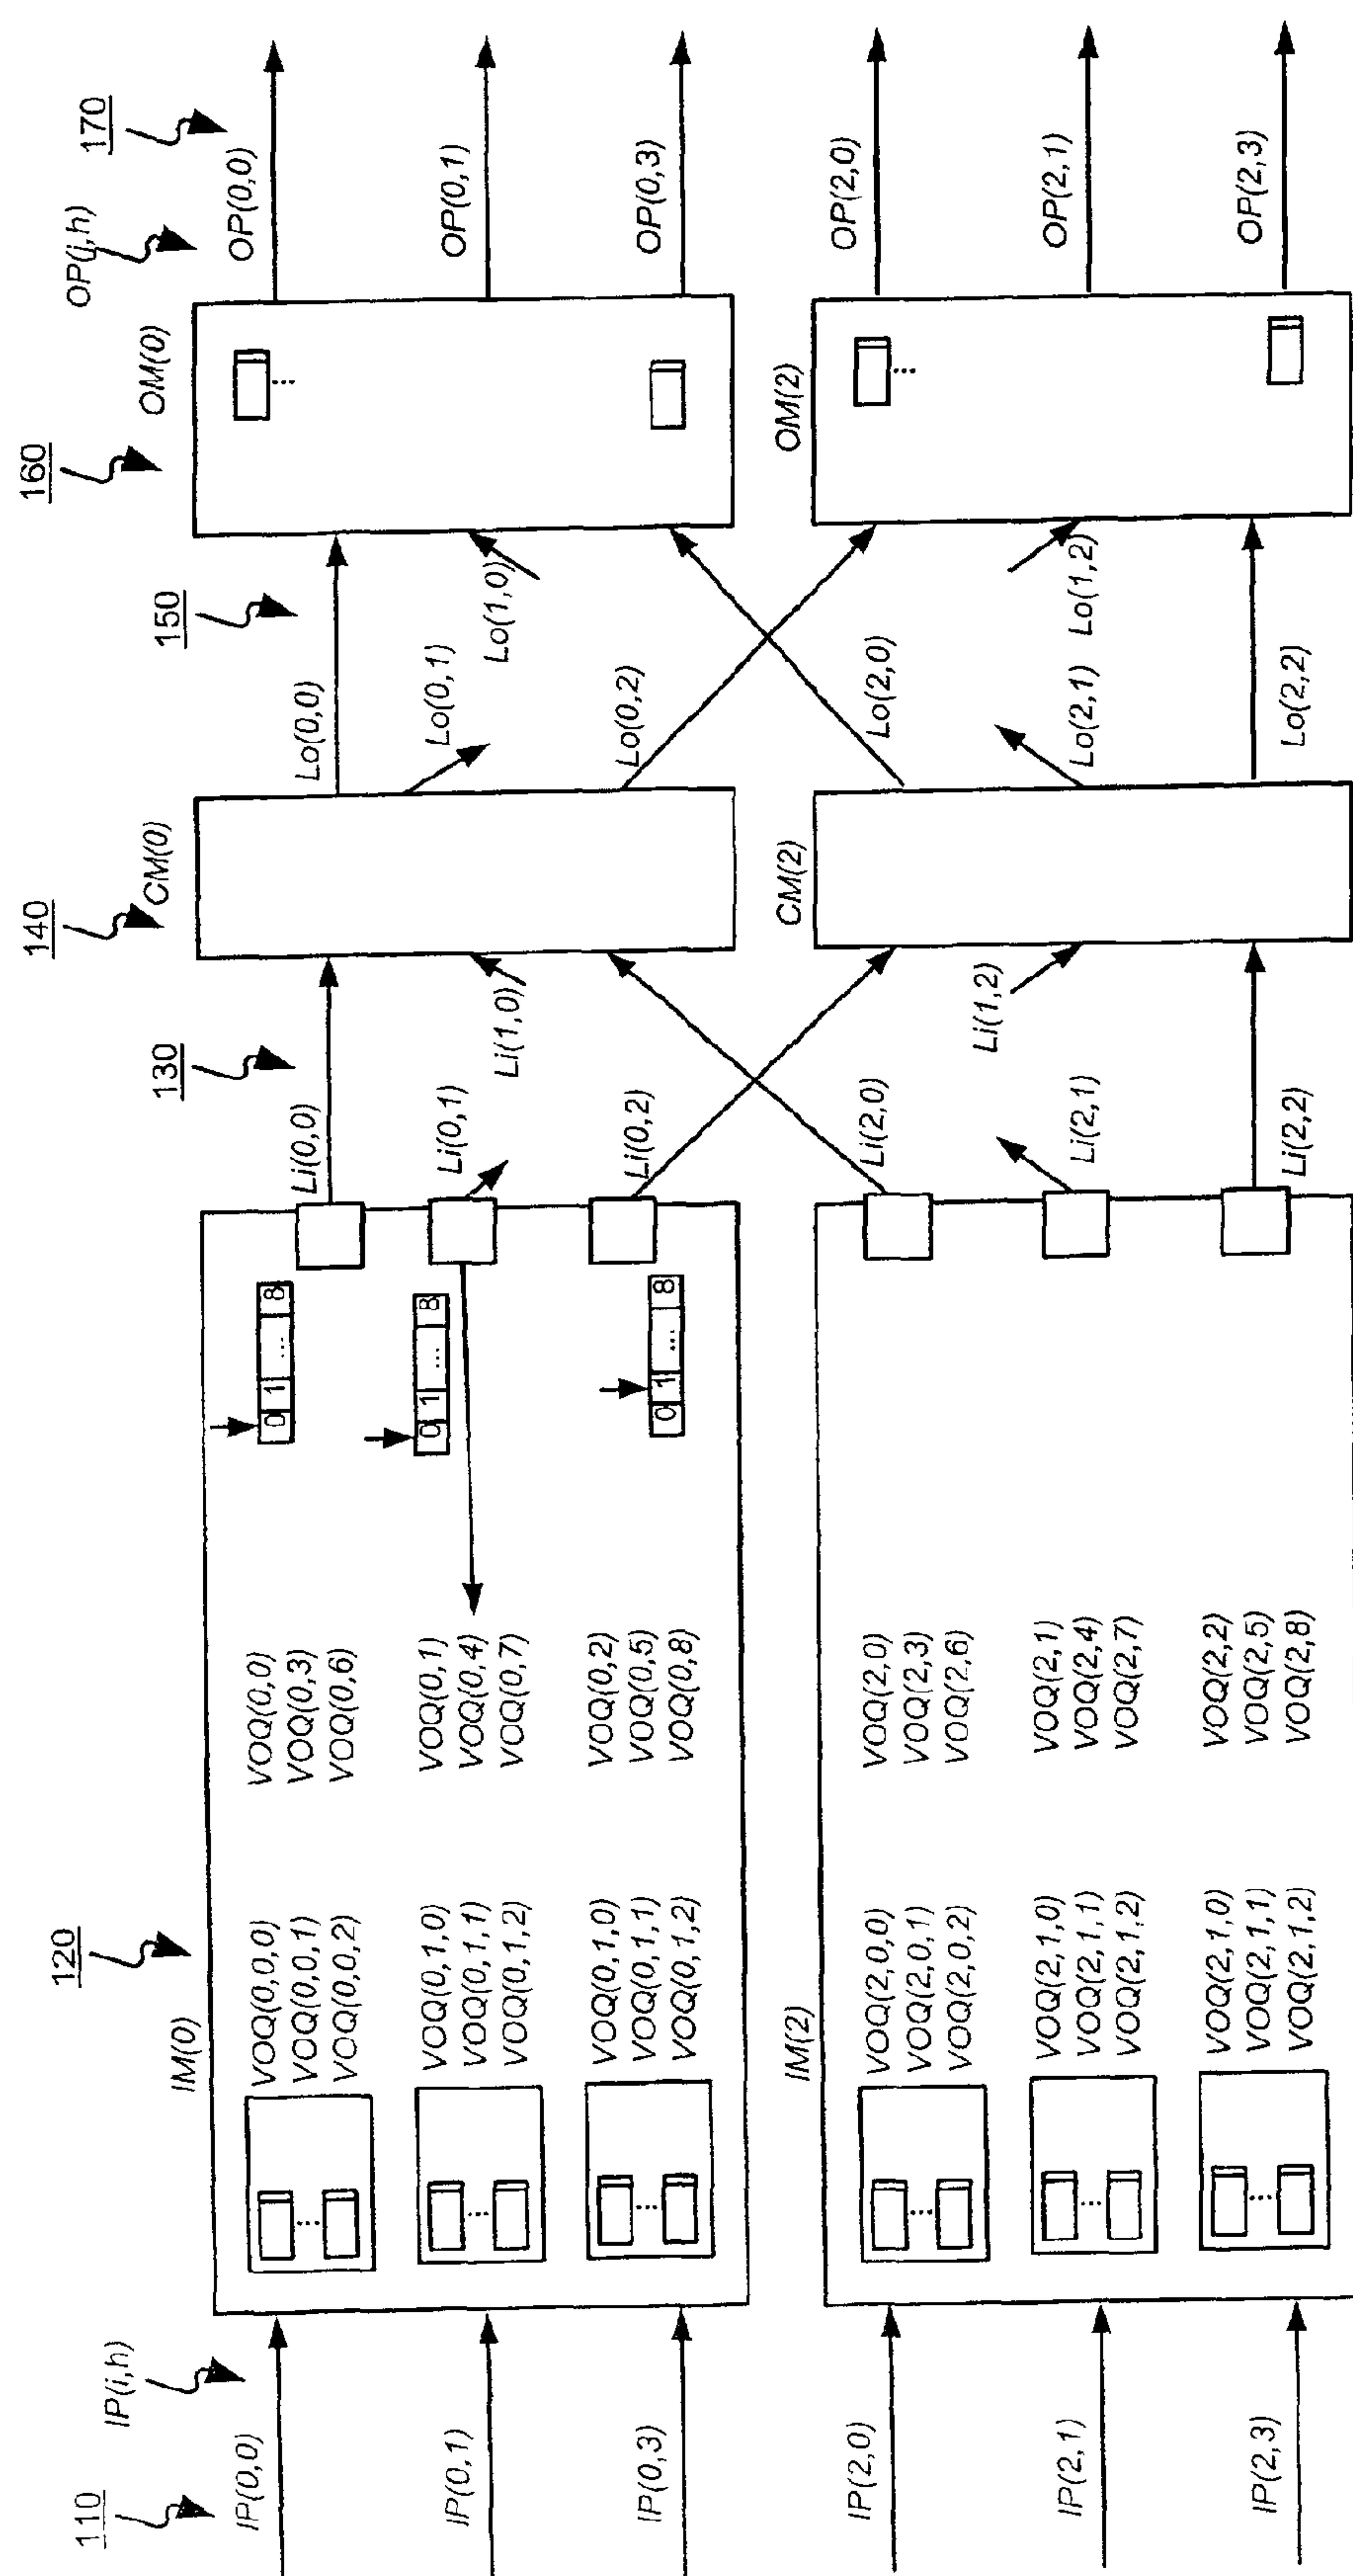 110
IP(i,h)
120
130
140
150
160
OP(j,h)
170
IP(0,0)
IP(0,1)
IP(0,3)
IM(0)
VOQ(0,0,0)
VOQ(0,0,1)
VOQ(0,0,2)
VOQ(0,1,0)
VOQ(0,1,1)
VOQ(0,1,2)
VOQ(0,1,0)
VOQ(0,1,1)
VOQ(0,1,2)
VOQ(0,0)
VOQ(0,3)
VOQ(0,6)
VOQ(0,1)
VOQ(0,4)
VOQ(0,7)
VOQ(0,2)
VOQ(0,5)
VOQ(0,8)
0 1 ... 8
0 1 ... 8
0 1 ... 8
Li(0,0)
Li(0,1)
Li(0,2)
Li(1,0)
CM(0)
Lo(0,0)
Lo(0,1)
Lo(0,2)
Lo(1,0)
OM(0)
OP(0,0)
OP(0,1)
OP(0,3)
IP(2,0)
IP(2,1)
IP(2,3)
IM(2)
VOQ(2,0,0)
VOQ(2,0,1)
VOQ(2,0,2)
VOQ(2,1,0)
VOQ(2,1,1)
VOQ(2,1,2)
VOQ(2,1,0)
VOQ(2,1,1)
VOQ(2,1,2)
VOQ(2,0)
VOQ(2,3)
VOQ(2,6)
VOQ(2,1)
VOQ(2,4)
VOQ(2,7)
VOQ(2,2)
VOQ(2,5)
VOQ(2,8)
Li(2,0)
Li(2,1)
Li(2,2)
Li(1,2)
CM(2)
Lo(2,0)
Lo(2,1)
Lo(2,2)
Lo(1,2)
OM(2)
OP(2,0)
OP(2,1)
OP(2,3)